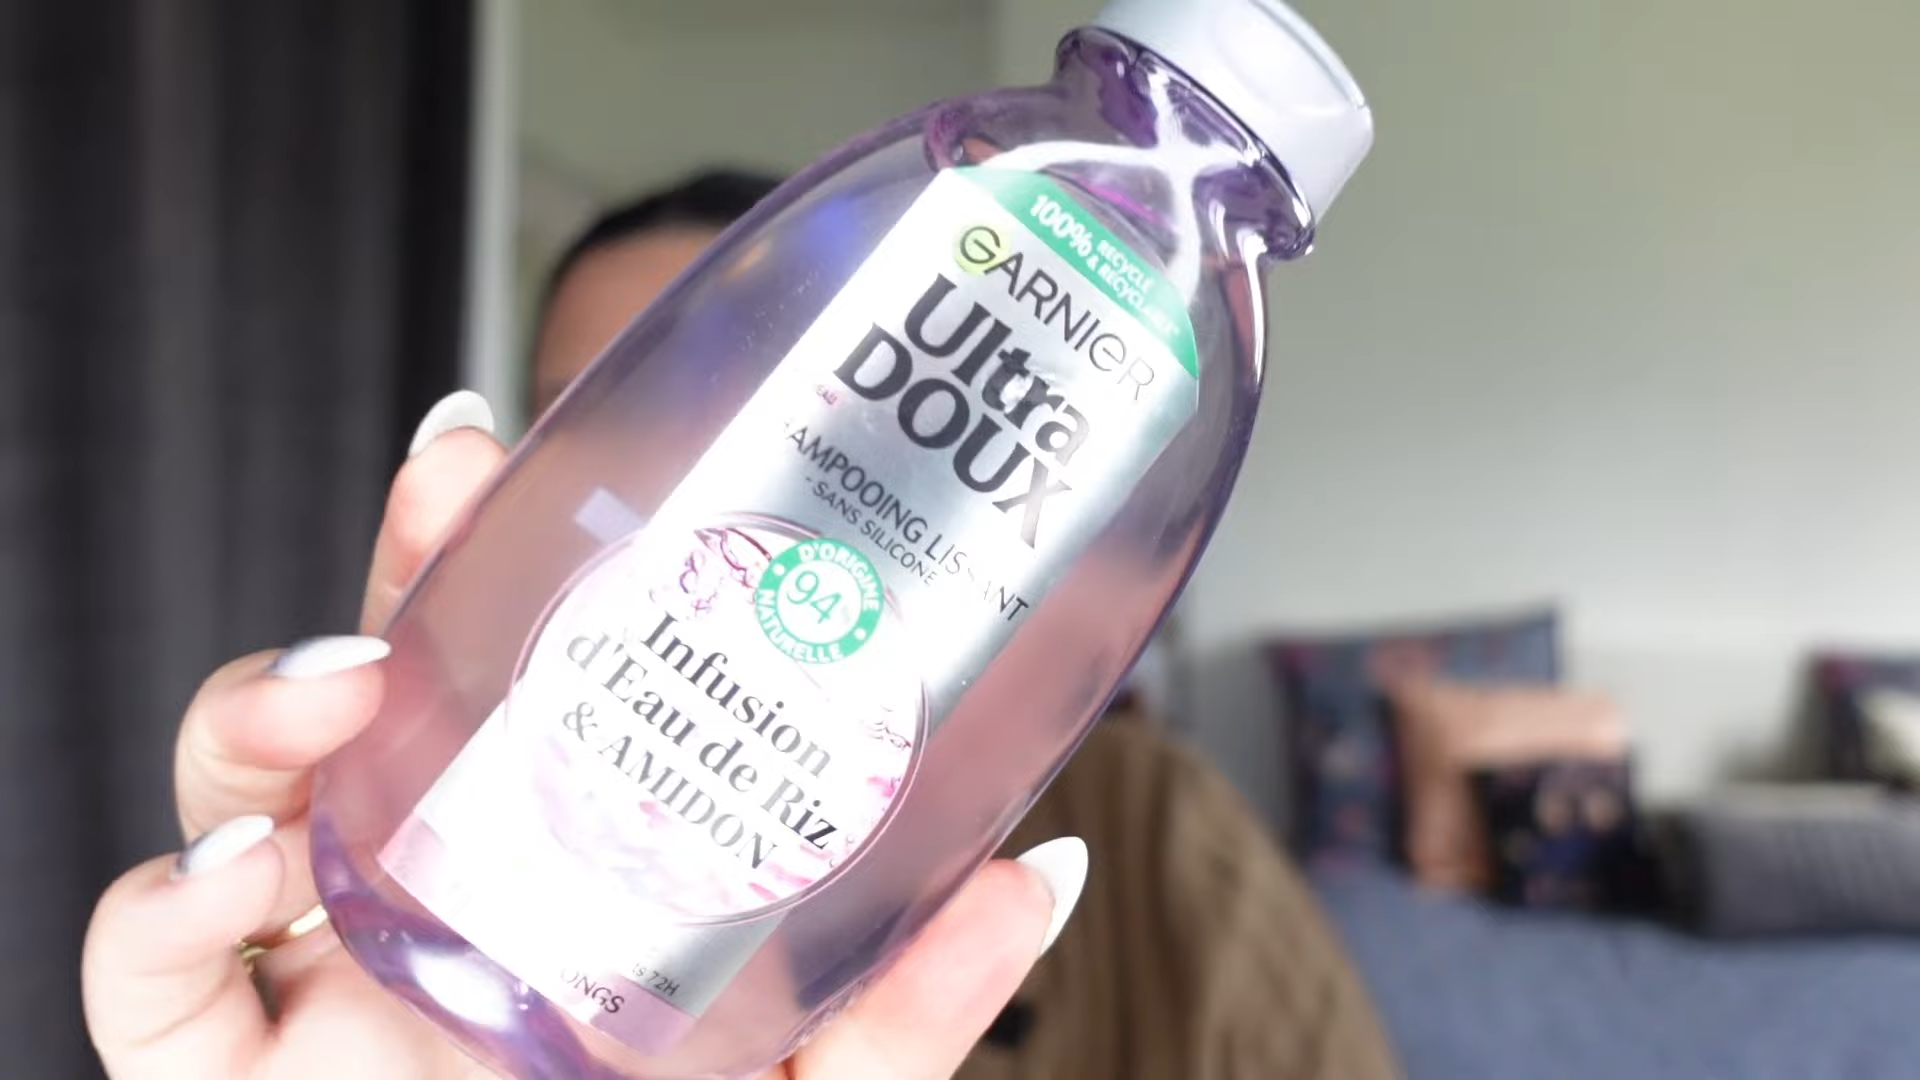 100% RECYCLÉ
& RECYCLABLE
GARNIER
Ultra
DOUX
SHAMPOOING LISSANT
- SANS SILICONE
D'ORIGINE
94
NATURELLE
Infusion
d'Eau de Riz
& AMIDON
72H